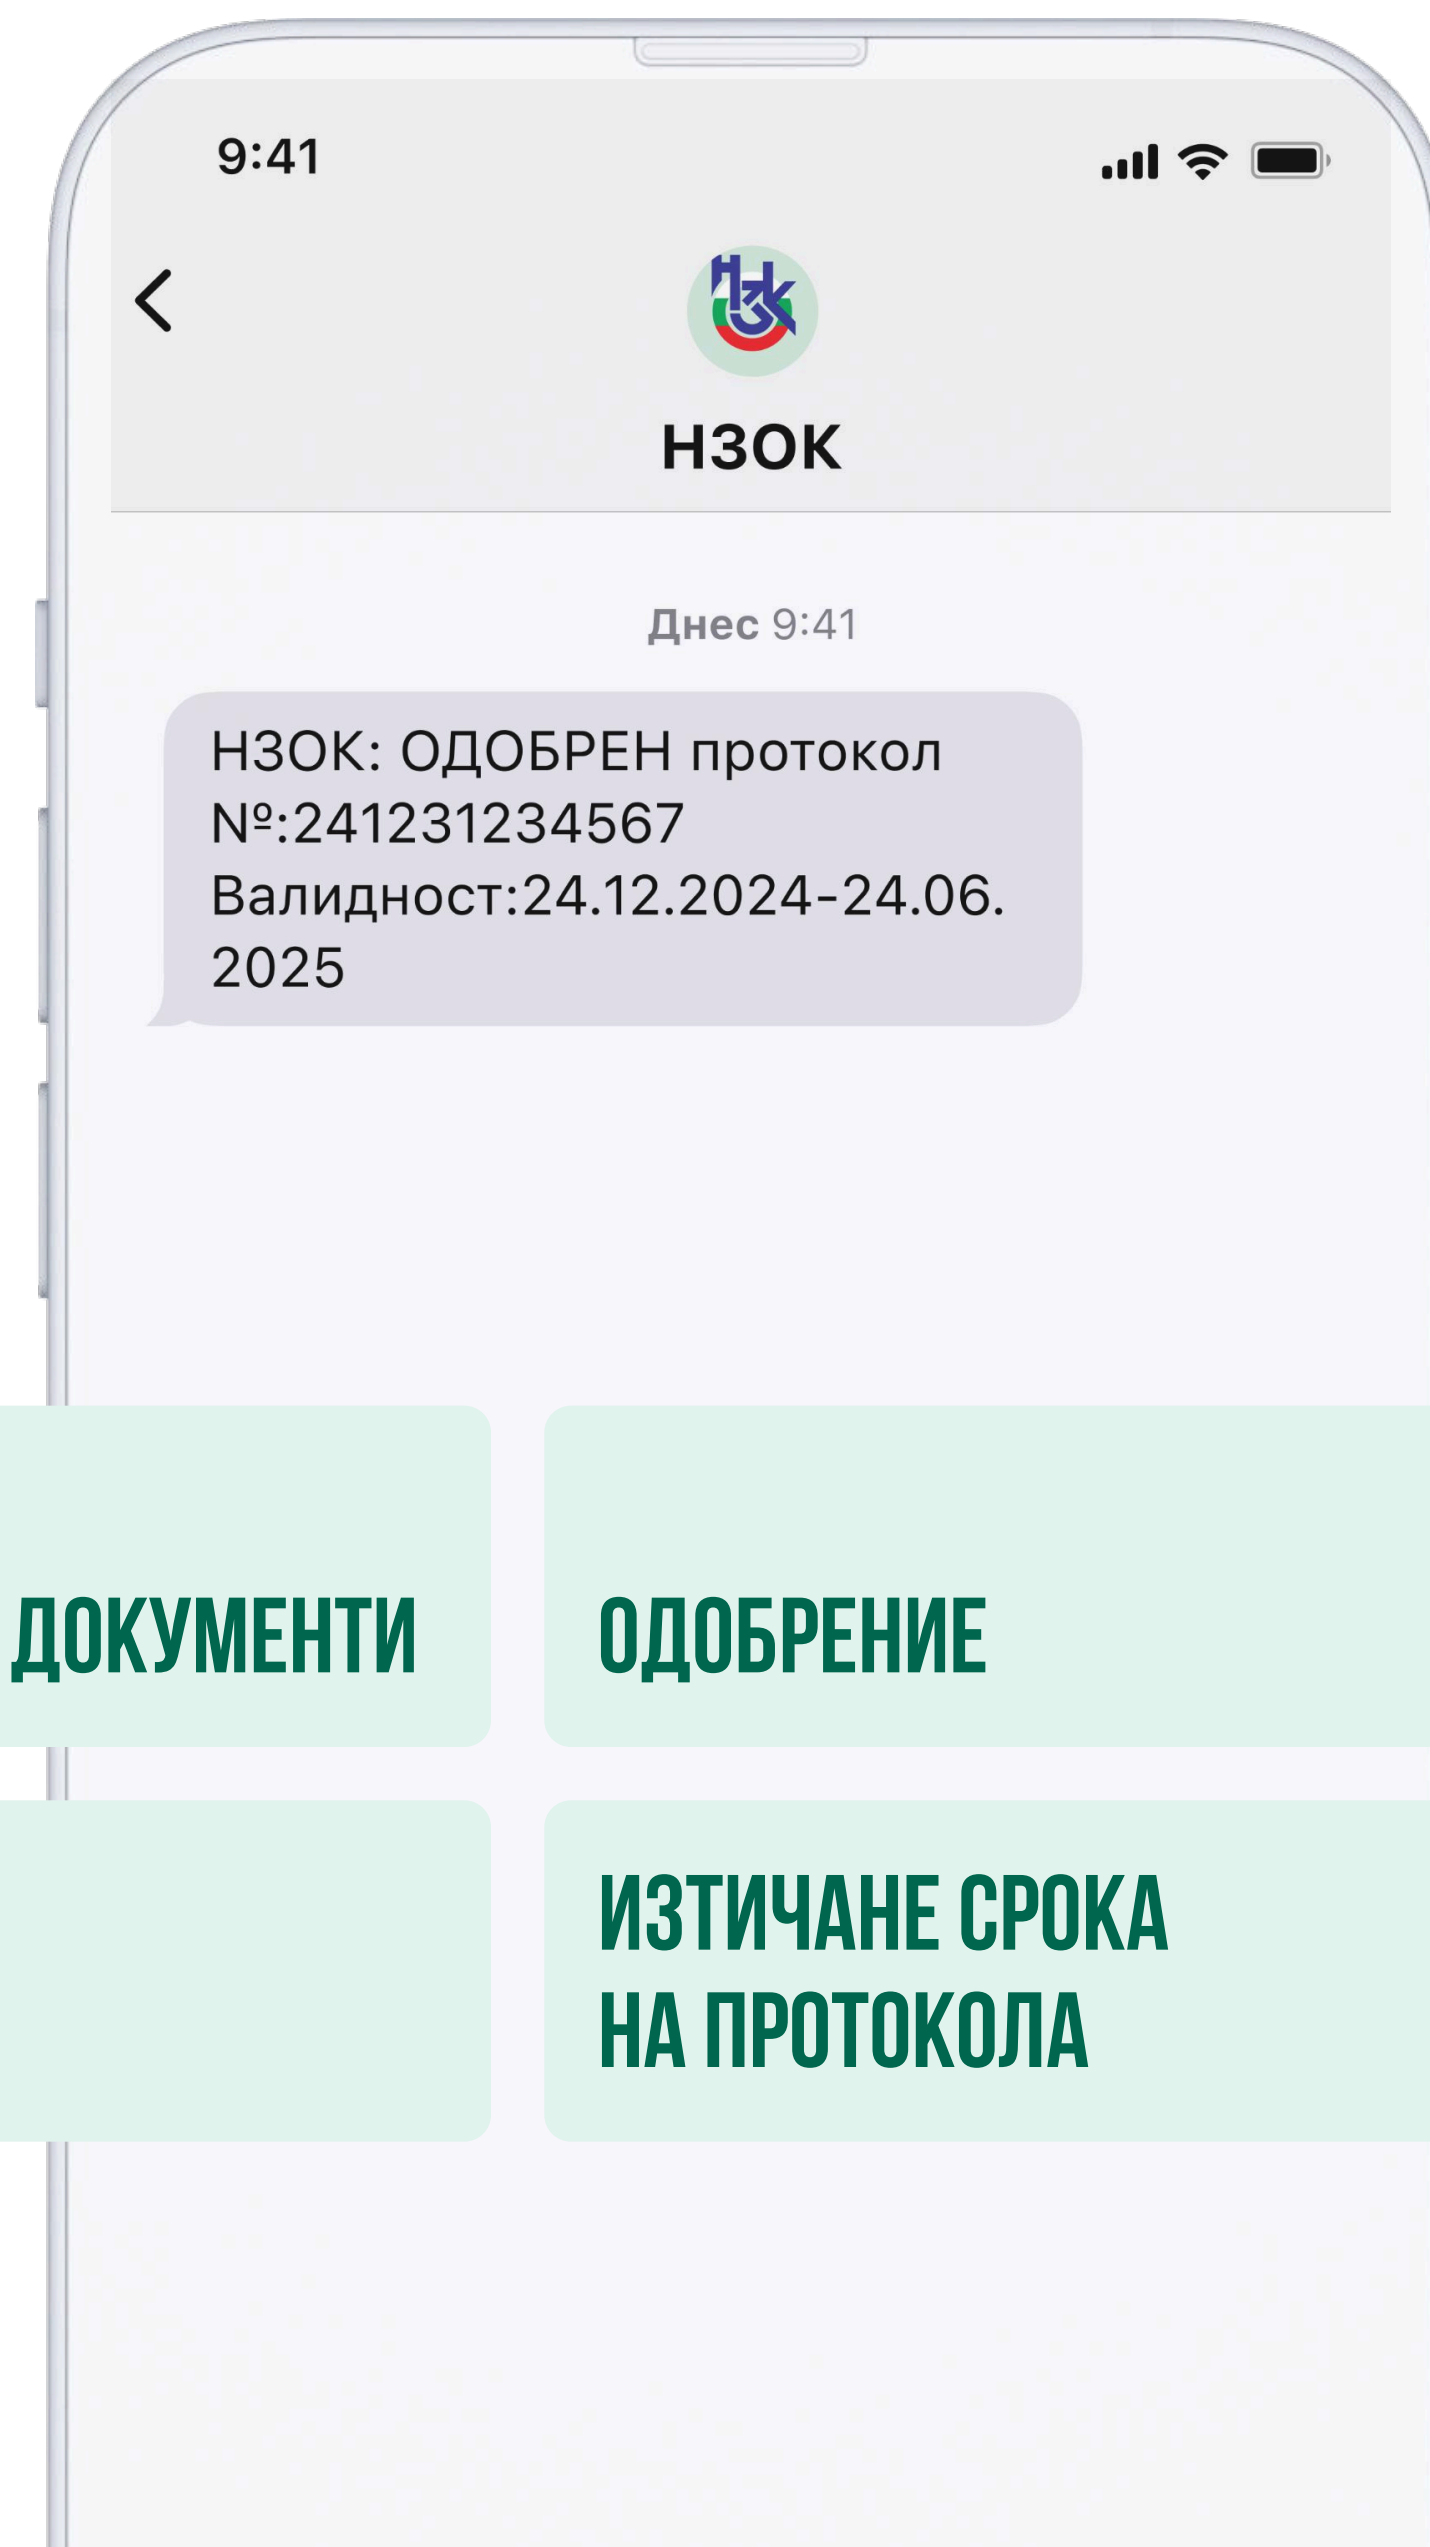 9:41
НЗОК
Днес 9:41
НЗОК: ОДОБРЕН протокол
№:241231234567
Валидност:24.12.2024-24.06.
2025
ДОКУМЕНТИ
ОДОБРЕНИЕ
ИЗТИЧАНЕ СРОКА
НА ПРОТОКОЛА